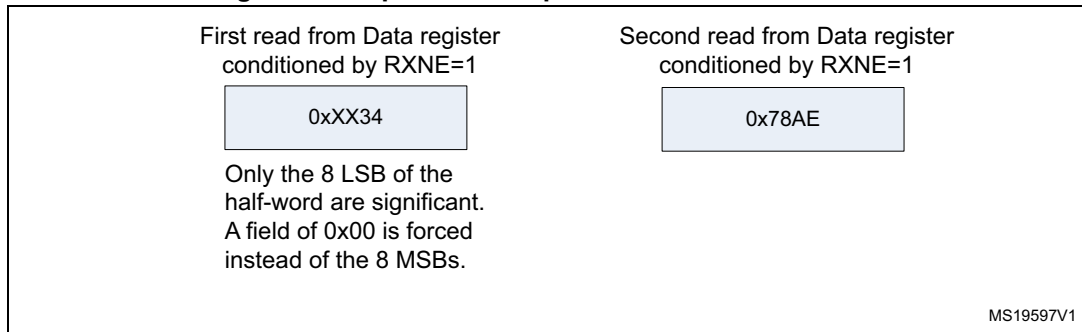 First read from Data register
conditioned by RXNE=1
0xXX34
Only the 8 LSB of the
half-word are significant.
A field of 0x00 is forced
instead of the 8 MSBs.
Second read from Data register
conditioned by RXNE=1
0x78AE
MS19597V1